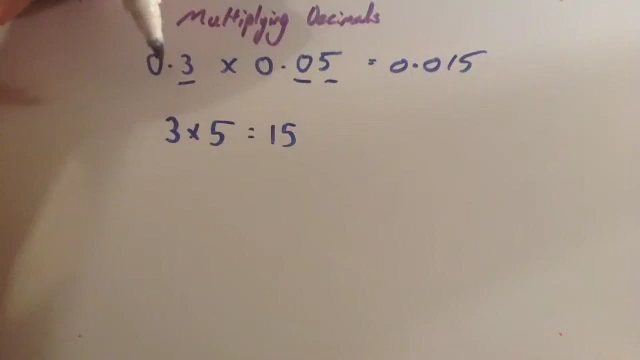 Multiplying Decimals
0.3 x 0.05 = 0.015
3 x 5 = 15